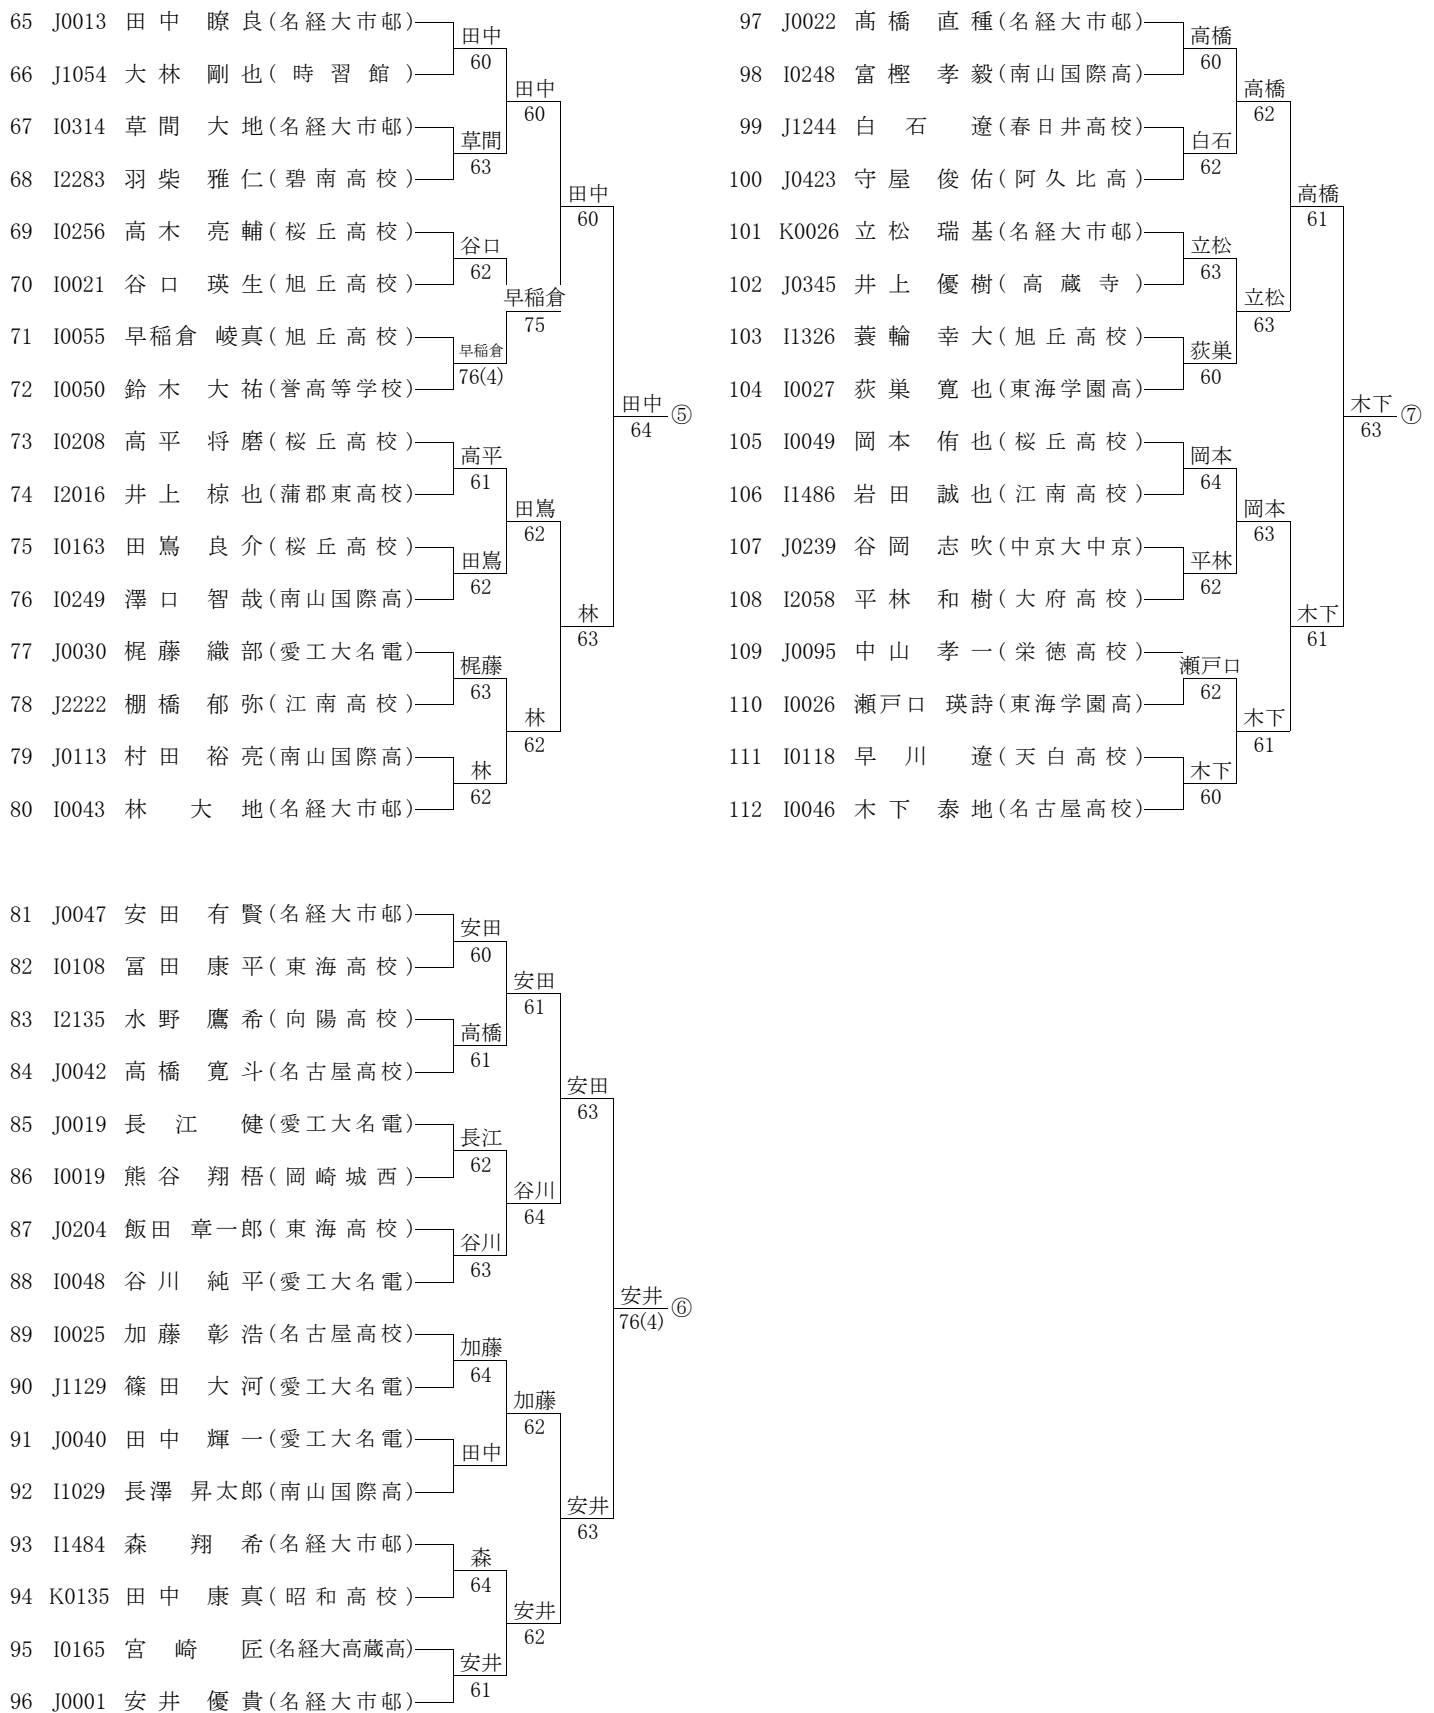 65 J0013 田中 瞭良(名経大市邨)
田中
60
66 J1054 大林 剛也(時習館)
田中
60
67 I0314 草間 大地(名経大市邨)
草間
63
68 I2283 羽柴 雅仁(碧南高校)
田中
60
69 I0256 高木 亮輔(桜丘高校)
谷口
62
70 I0021 谷口 瑛生(旭丘高校)
早稲倉
75
71 I0055 早稲倉 崚真(旭丘高校)
早稲倉
76(4)
72 I0050 鈴木 大祐(誉高等学校)
田中 ⑤
64
73 I0208 高平 将磨(桜丘高校)
高平
61
74 I2016 井上 椋也(蒲郡東高校)
田嶌
62
75 I0163 田嶌 良介(桜丘高校)
田嶌
62
76 I0249 澤口 智哉(南山国際高)
林
63
77 J0030 梶藤 織部(愛工大名電)
梶藤
63
78 J2222 棚橋 郁弥(江南高校)
林
62
79 J0113 村田 裕亮(南山国際高)
林
62
80 I0043 林 大地(名経大市邨)
97 J0022 髙橋 直種(名経大市邨)
高橋
60
98 I0248 富樫 孝毅(南山国際高)
高橋
62
99 J1244 白石 遼(春日井高校)
白石
62
100 J0423 守屋 俊佑(阿久比高)
高橋
61
101 K0026 立松 瑞基(名経大市邨)
立松
63
102 J0345 井上 優樹(高蔵寺)
立松
63
103 I1326 蓑輪 幸大(旭丘高校)
荻巣
60
104 I0027 荻巣 寛也(東海学園高)
木下 ⑦
63
105 I0049 岡本 侑也(桜丘高校)
岡本
64
106 I1486 岩田 誠也(江南高校)
岡本
63
107 J0239 谷岡 志吹(中京大中京)
平林
62
108 I2058 平林 和樹(大府高校)
木下
61
109 J0095 中山 孝一(栄徳高校)
瀬戸口
62
110 I0026 瀬戸口 瑛詩(東海学園高)
木下
61
111 I0118 早川 遼(天白高校)
木下
60
112 I0046 木下 泰地(名古屋高校)
81 J0047 安田 有賢(名経大市邨)
安田
60
82 I0108 冨田 康平(東海高校)
安田
61
83 I2135 水野 鷹希(向陽高校)
高橋
61
84 J0042 高橋 寛斗(名古屋高校)
安田
63
85 J0019 長江 健(愛工大名電)
長江
62
86 I0019 熊谷 翔梧(岡崎城西)
谷川
64
87 J0204 飯田 章一郎(東海高校)
谷川
63
88 I0048 谷川 純平(愛工大名電)
安井 ⑥
76(4)
89 I0025 加藤 彰浩(名古屋高校)
加藤
64
90 J1129 篠田 大河(愛工大名電)
加藤
62
91 J0040 田中 輝一(愛工大名電)
田中
92 I1029 長澤 昇太郎(南山国際高)
安井
63
93 I1484 森 翔希(名経大市邨)
森
64
94 K0135 田中 康真(昭和高校)
安井
62
95 I0165 宮崎 匠(名経大高蔵高)
安井
61
96 J0001 安井 優貴(名経大市邨)